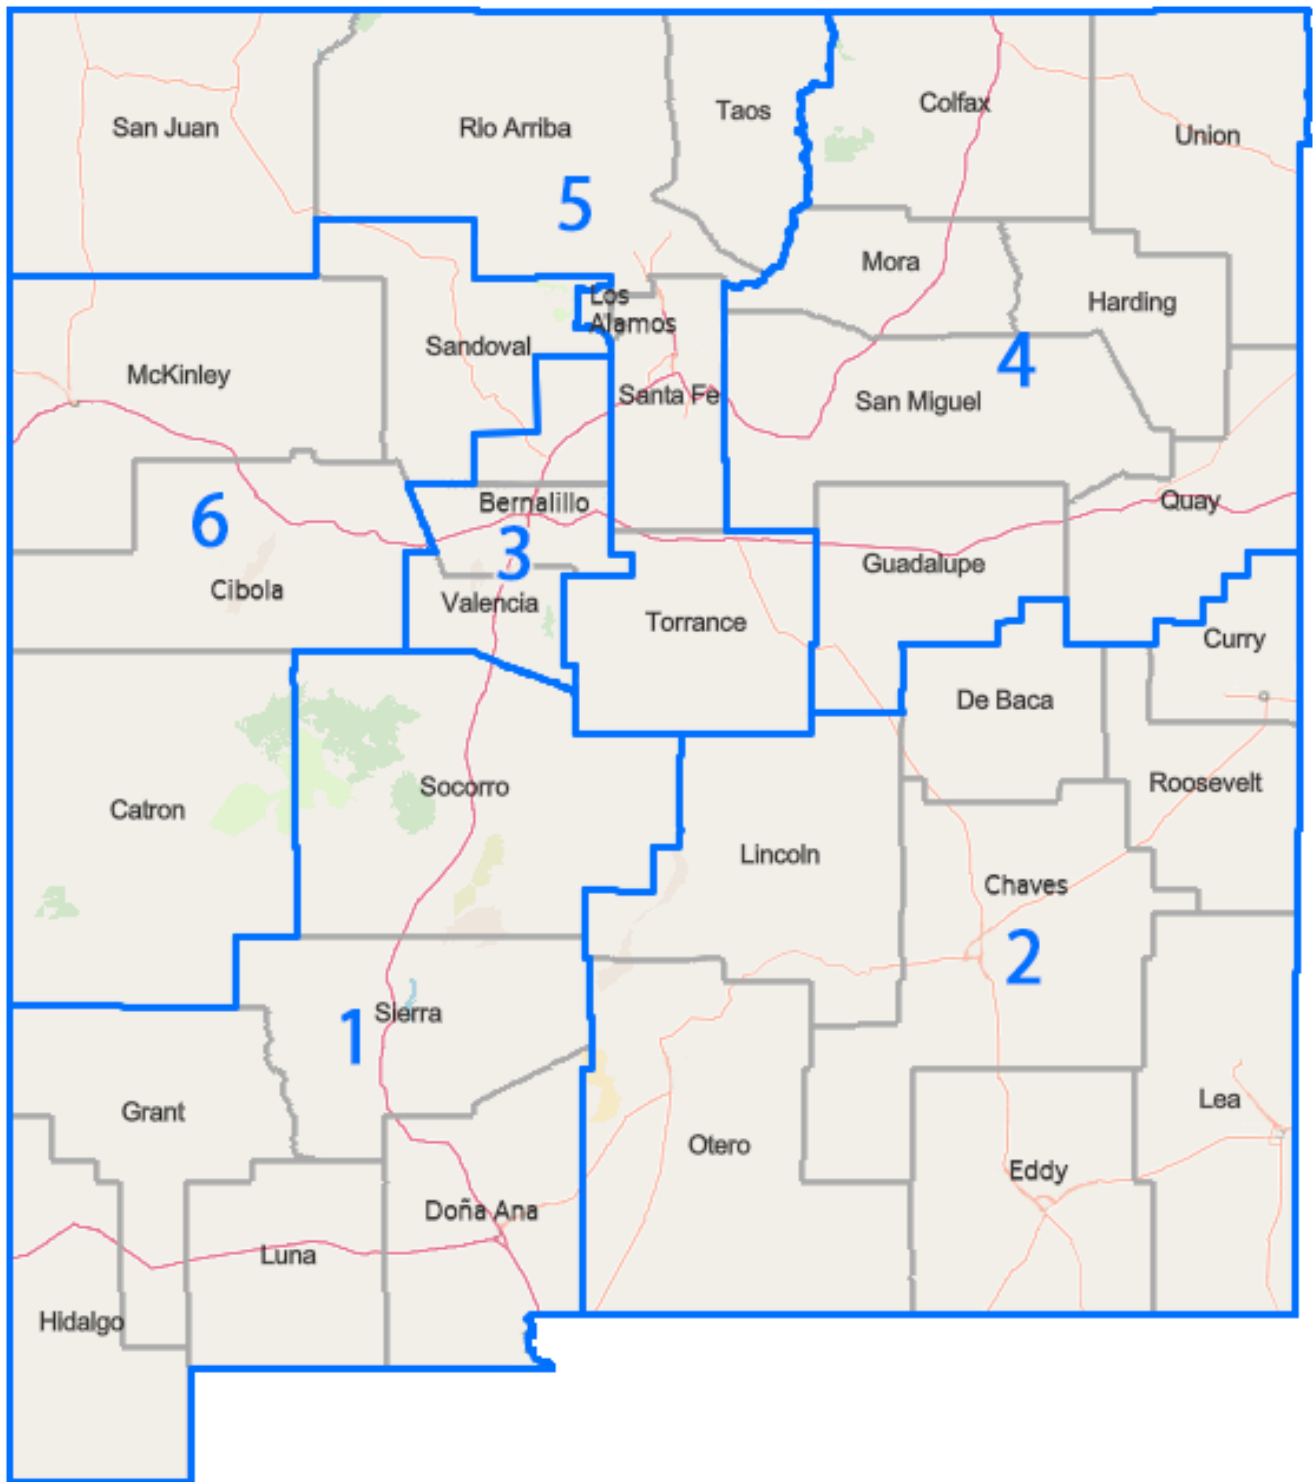 San Juan
Rio Arriba
Taos
Colfax
Union
5
Mora
Harding
Los
Alamos
Sandoval
McKinley
Santa Fe
San Miguel
4
Bernalillo
Quay
6
3
Guadalupe
Cibola
Valencia
Torrance
Curry
De Baca
Roosevelt
Socorro
Catron
Lincoln
Chaves
2
1
Sierra
Grant
Lea
Otero
Eddy
Doña Ana
Luna
Hidalgo